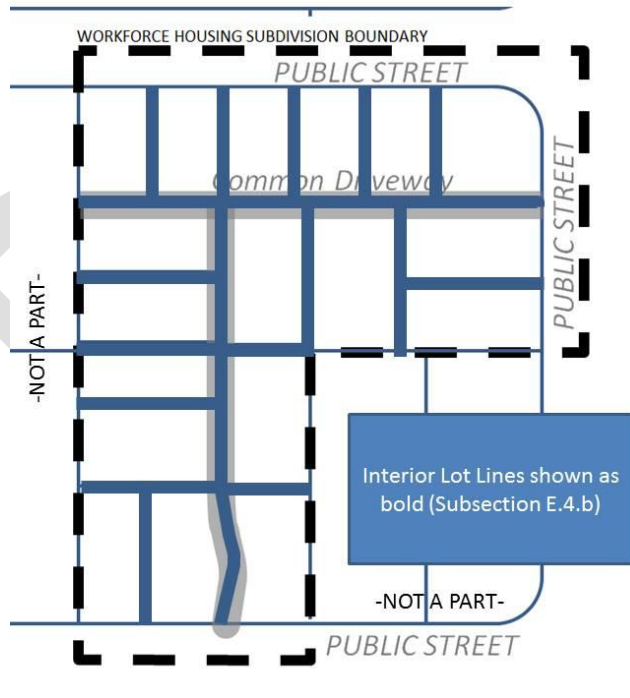 WORKFORCE HOUSING SUBDIVISION BOUNDARY
PUBLIC STREET
Common Driveway
PUBLIC STREET
-NOT A PART-
Interior Lot Lines shown as
bold (Subsection E.4.b)
-NOT A PART-
PUBLIC STREET